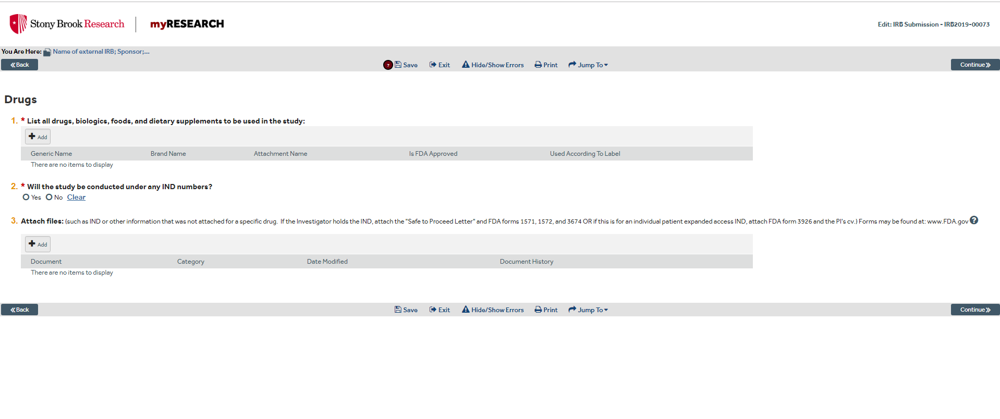 Stony Brook Research
myRESEARCH
Edit: IRB Submission - IRB2019-00073
You Are Here: Name of external IRB; Sponsor;...
Back
? Save Exit Hide/Show Errors Print Jump To
Continue
Drugs
1. * List all drugs, biologics, foods, and dietary supplements to be used in the study:
Add
Generic Name Brand Name Attachment Name Is FDA Approved Used According To Label
There are no items to display
2. * Will the study be conducted under any IND numbers?
Yes No Clear
3. Attach files: (such as IND or other information that was not attached for a specific drug. If the Investigator holds the IND, attach the "Safe to Proceed Letter" and FDA forms 1571, 1572, and 3674 OR if this is for an individual patient expanded access IND, attach FDA form 3926 and the PI's cv.) Forms may be found at: www.FDA.gov ?
Add
Document Category Date Modified Document History
There are no items to display
Back
Save Exit Hide/Show Errors Print Jump To
Continue